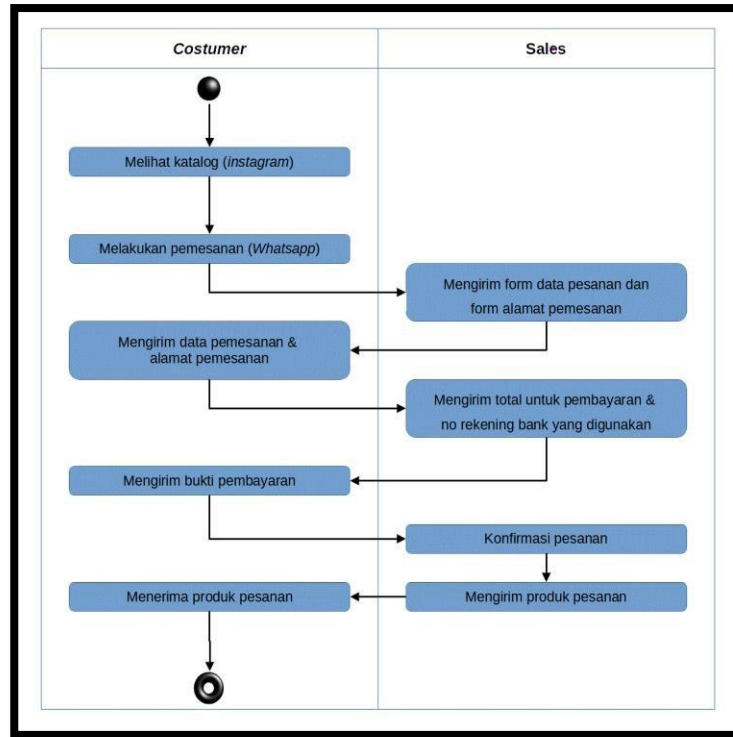 Costumer
Sales
Melihat katalog (instagram)
Melakukan pemesanan (Whatsapp)
Mengirim form data pesanan dan
form alamat pemesanan
Mengirim data pemesanan &
alamat pemesanan
Mengirim total untuk pembayaran &
no rekening bank yang digunakan
Mengirim bukti pembayaran
Konfirmasi pesanan
Mengirim produk pesanan
Menerima produk pesanan